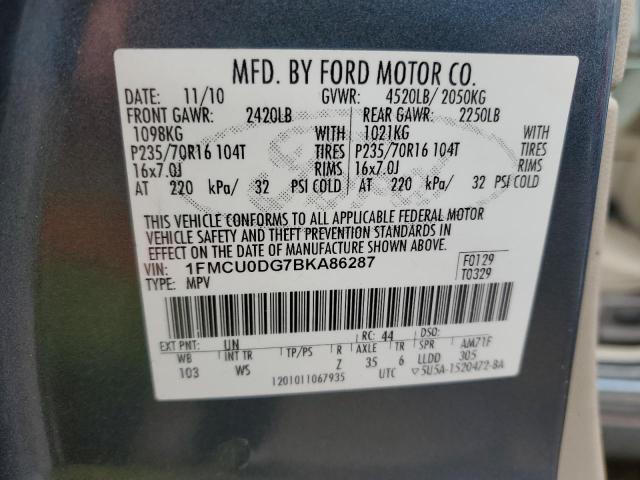 MFD. BY FORD MOTOR CO.
DATE: 11/10 GVWR: 4520LB/ 2050KG
FRONT GAWR: 2420LB REAR GAWR: 2250LB
1098KG WITH 1021KG WITH
P235/70R16 104T TIRES P235/70R16 104T TIRES
16x7.0J RIMS 16x7.0J RIMS
AT 220 kPa/ 32 PSI COLD AT 220 kPa/ 32 PSI COLD
THIS VEHICLE CONFORMS TO ALL APPLICABLE FEDERAL MOTOR
VEHICLE SAFETY AND THEFT PREVENTION STANDARDS IN
EFFECT ON THE DATE OF MANUFACTURE SHOWN ABOVE.
VIN: 1FMCU0DG7BKA86287 F0129
TYPE: MPV T0329
EXT PNT: UN RC: 44 DSO:
WB INT TR TP/PS R AXLE TR SPR AM71F
103 WS Z 35 6 LLDD 305
1201011067935 UTC ▽5U5A-1520472-BA